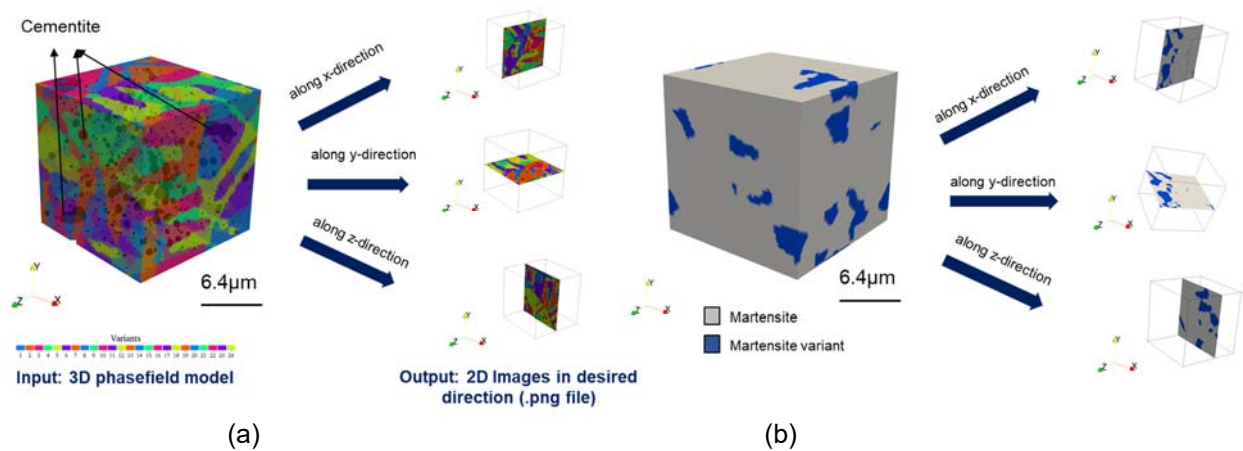 Cementite
along x-direction
along y-direction
along z-direction
Y
Z
X
Y
Z
X
Y
Z
X
Y
Z
X
6.4µm
Variants
1 2 3 4 5 6 7 8 9 10 11 12 13 14 15 16 17 18 19 20 21 22 23 24
Input: 3D phasefield model
Output: 2D Images in desired
direction (.png file)
(a)
along x-direction
along y-direction
along z-direction
Y
Z
X
Y
Z
X
Y
Z
X
Y
Z
X
6.4µm
Martensite
Martensite variant
(b)